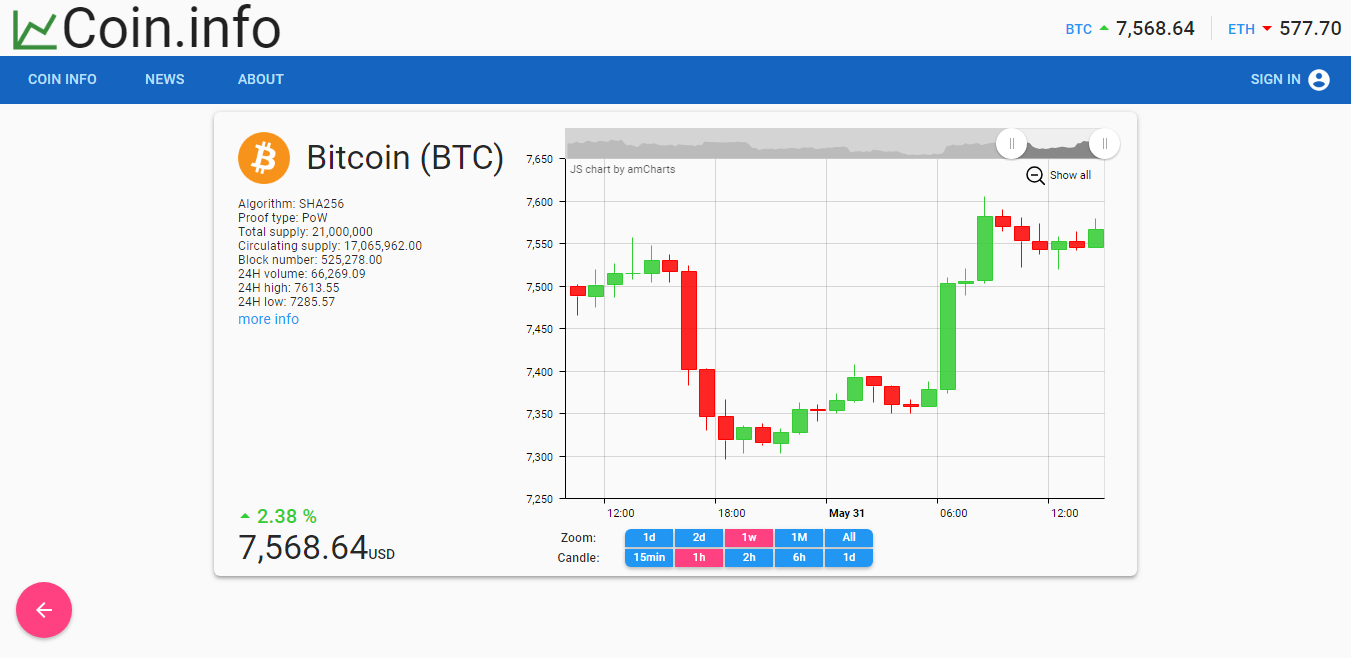 Coin.info
BTC 7,568.64 ETH 577.70
COIN INFO NEWS ABOUT SIGN IN
Bitcoin (BTC)
Algorithm: SHA256
Proof type: PoW
Total supply: 21,000,000
Circulating supply: 17,065,962.00
Block number: 525,278.00
24H volume: 66,269.09
24H high: 7613.55
24H low: 7285.57
more info
2.38 %
7,568.64USD
JS chart by amCharts
Show all
7,650
7,600
7,550
7,500
7,450
7,400
7,350
7,300
7,250
12:00 18:00 May 31 06:00 12:00
Zoom: 1d 2d 1w 1M All
Candle: 15min 1h 2h 6h 1d